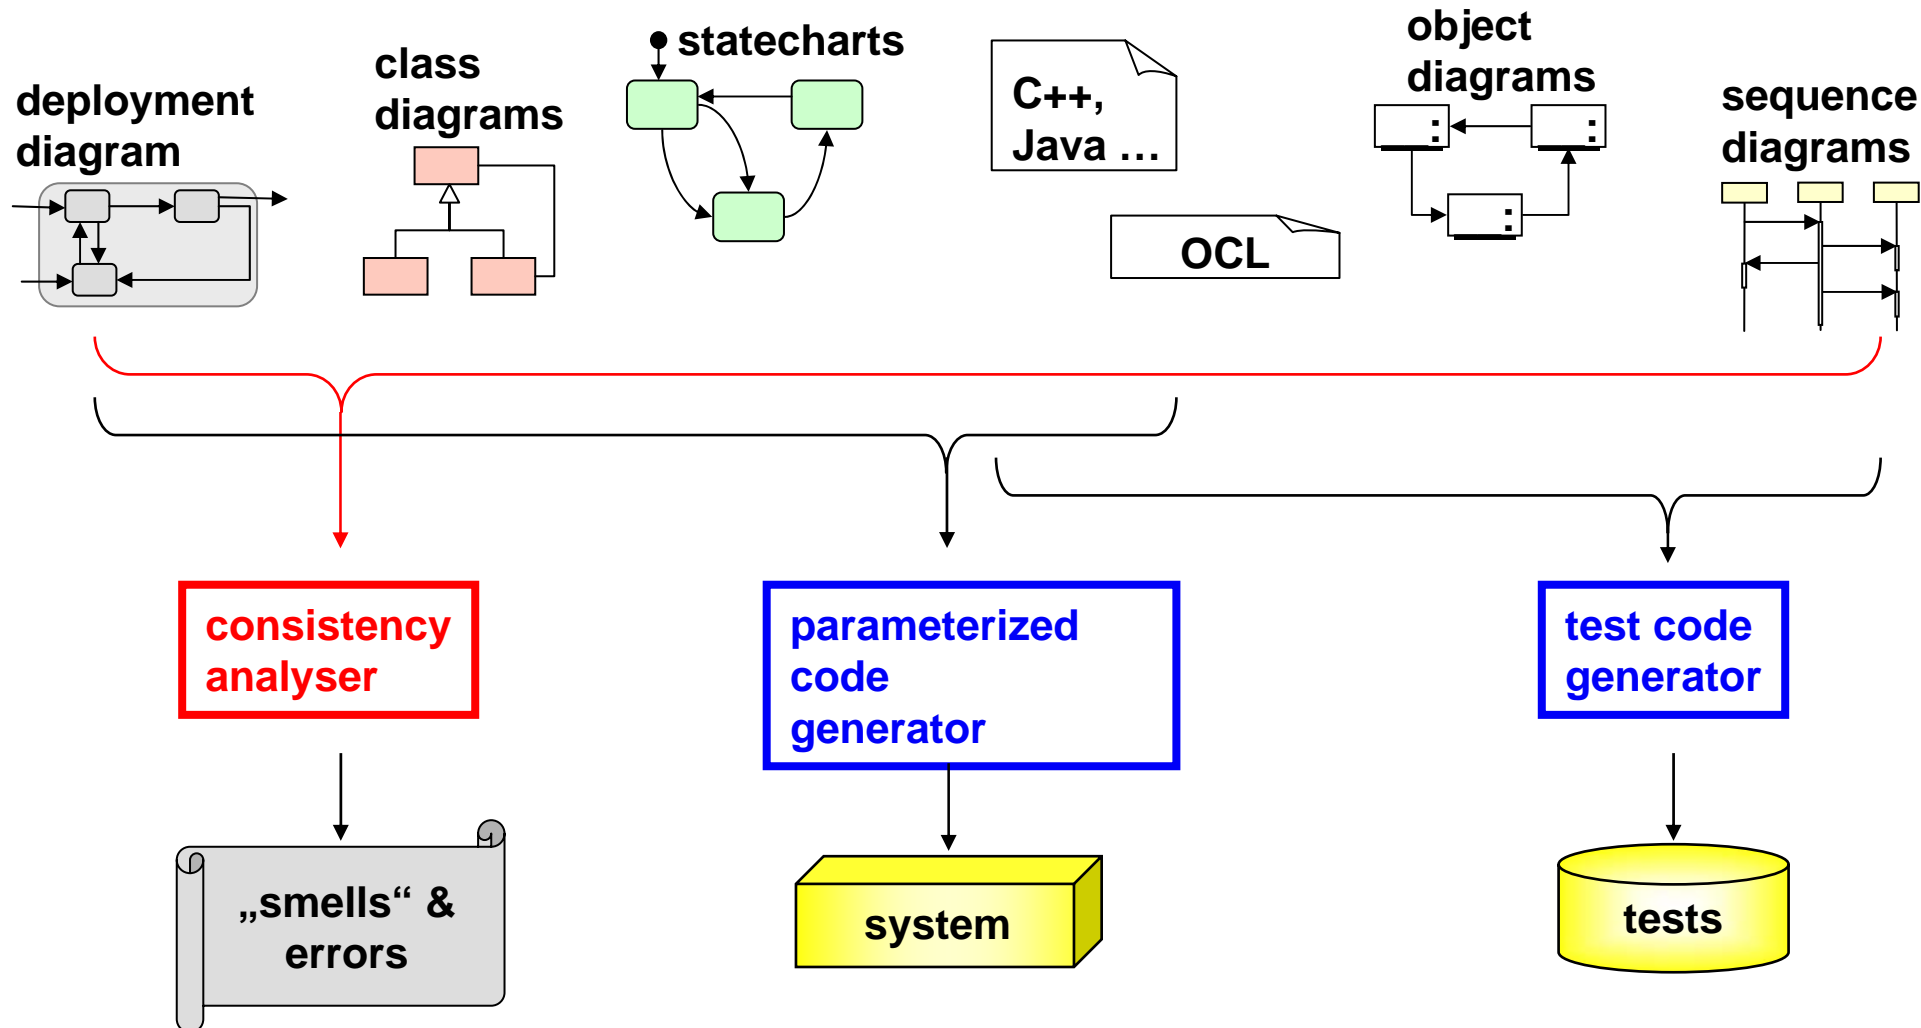 deployment
diagram
class
diagrams
statecharts
C++,
Java …
OCL
object
diagrams
:
:
:
sequence
diagrams
consistency
analyser
parameterized
code
generator
test code
generator
„smells“ &
errors
system
tests